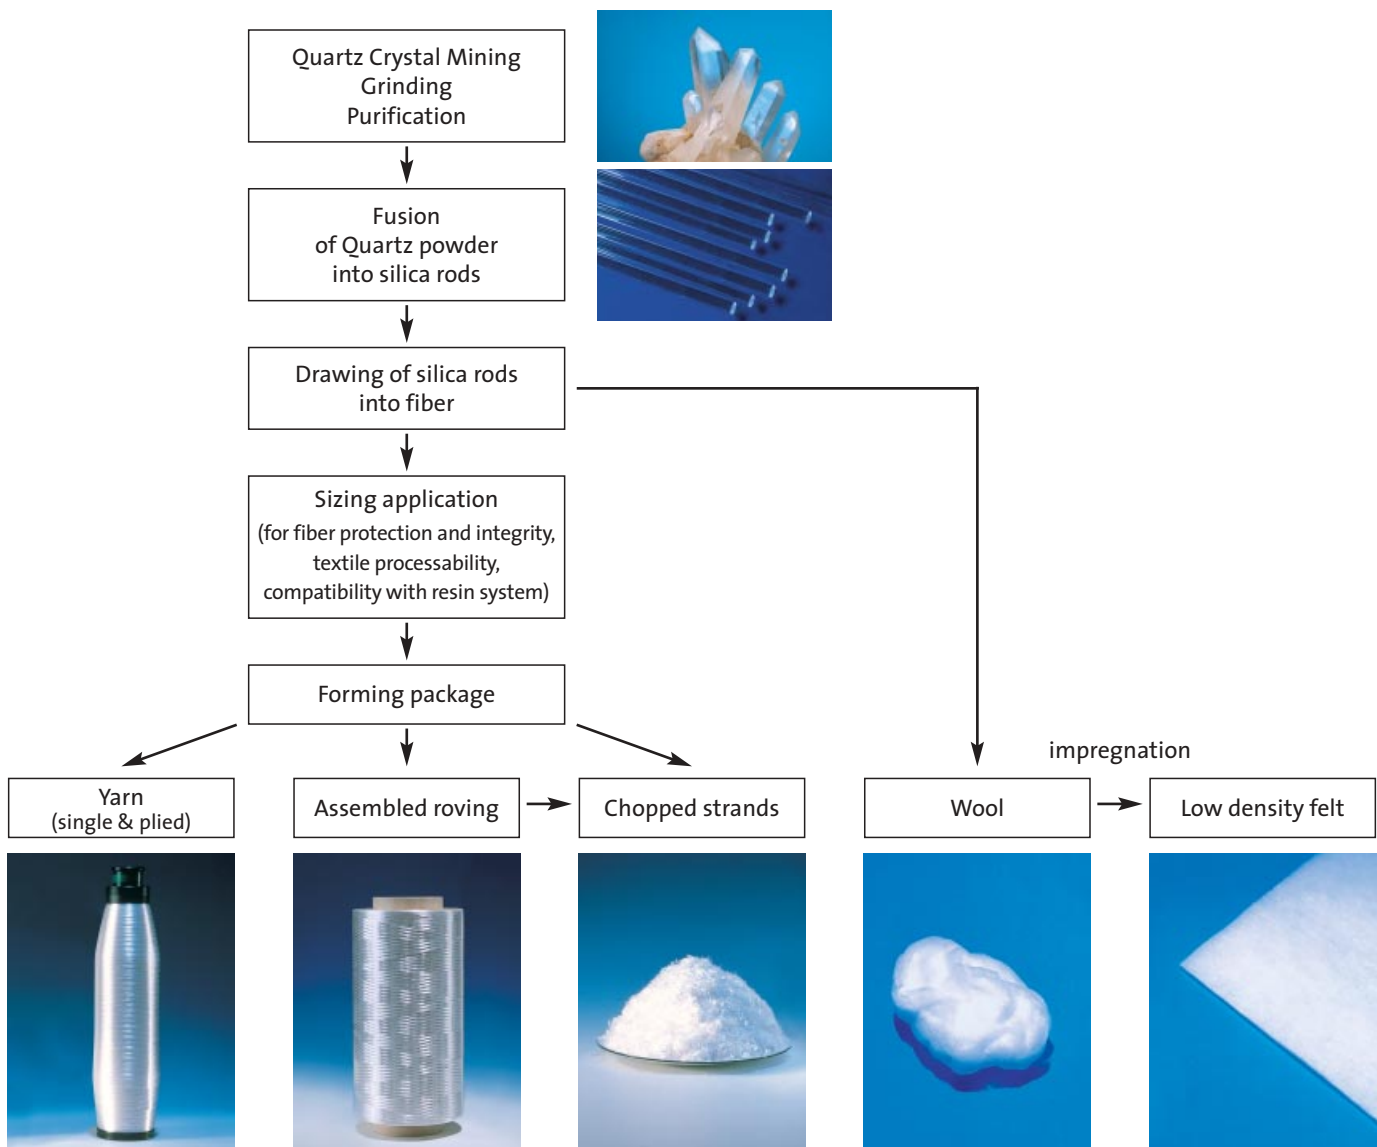 Quartz Crystal Mining
Grinding
Purification
Fusion
of Quartz powder
into silica rods
Drawing of silica rods
into fiber
Sizing application
(for fiber protection and integrity,
textile processability,
compatibility with resin system)
Forming package
impregnation
Yarn
(single & plied)
Assembled roving
Chopped strands
Wool
Low density felt